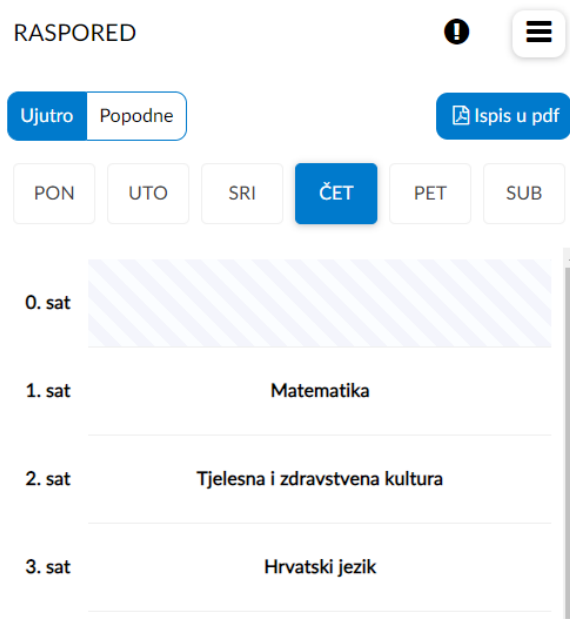 RASPORED
Ujutro Popodne Ispis u pdf
PON UTO SRI ČET PET SUB
0. sat
1. sat Matematika
2. sat Tjelesna i zdravstvena kultura
3. sat Hrvatski jezik